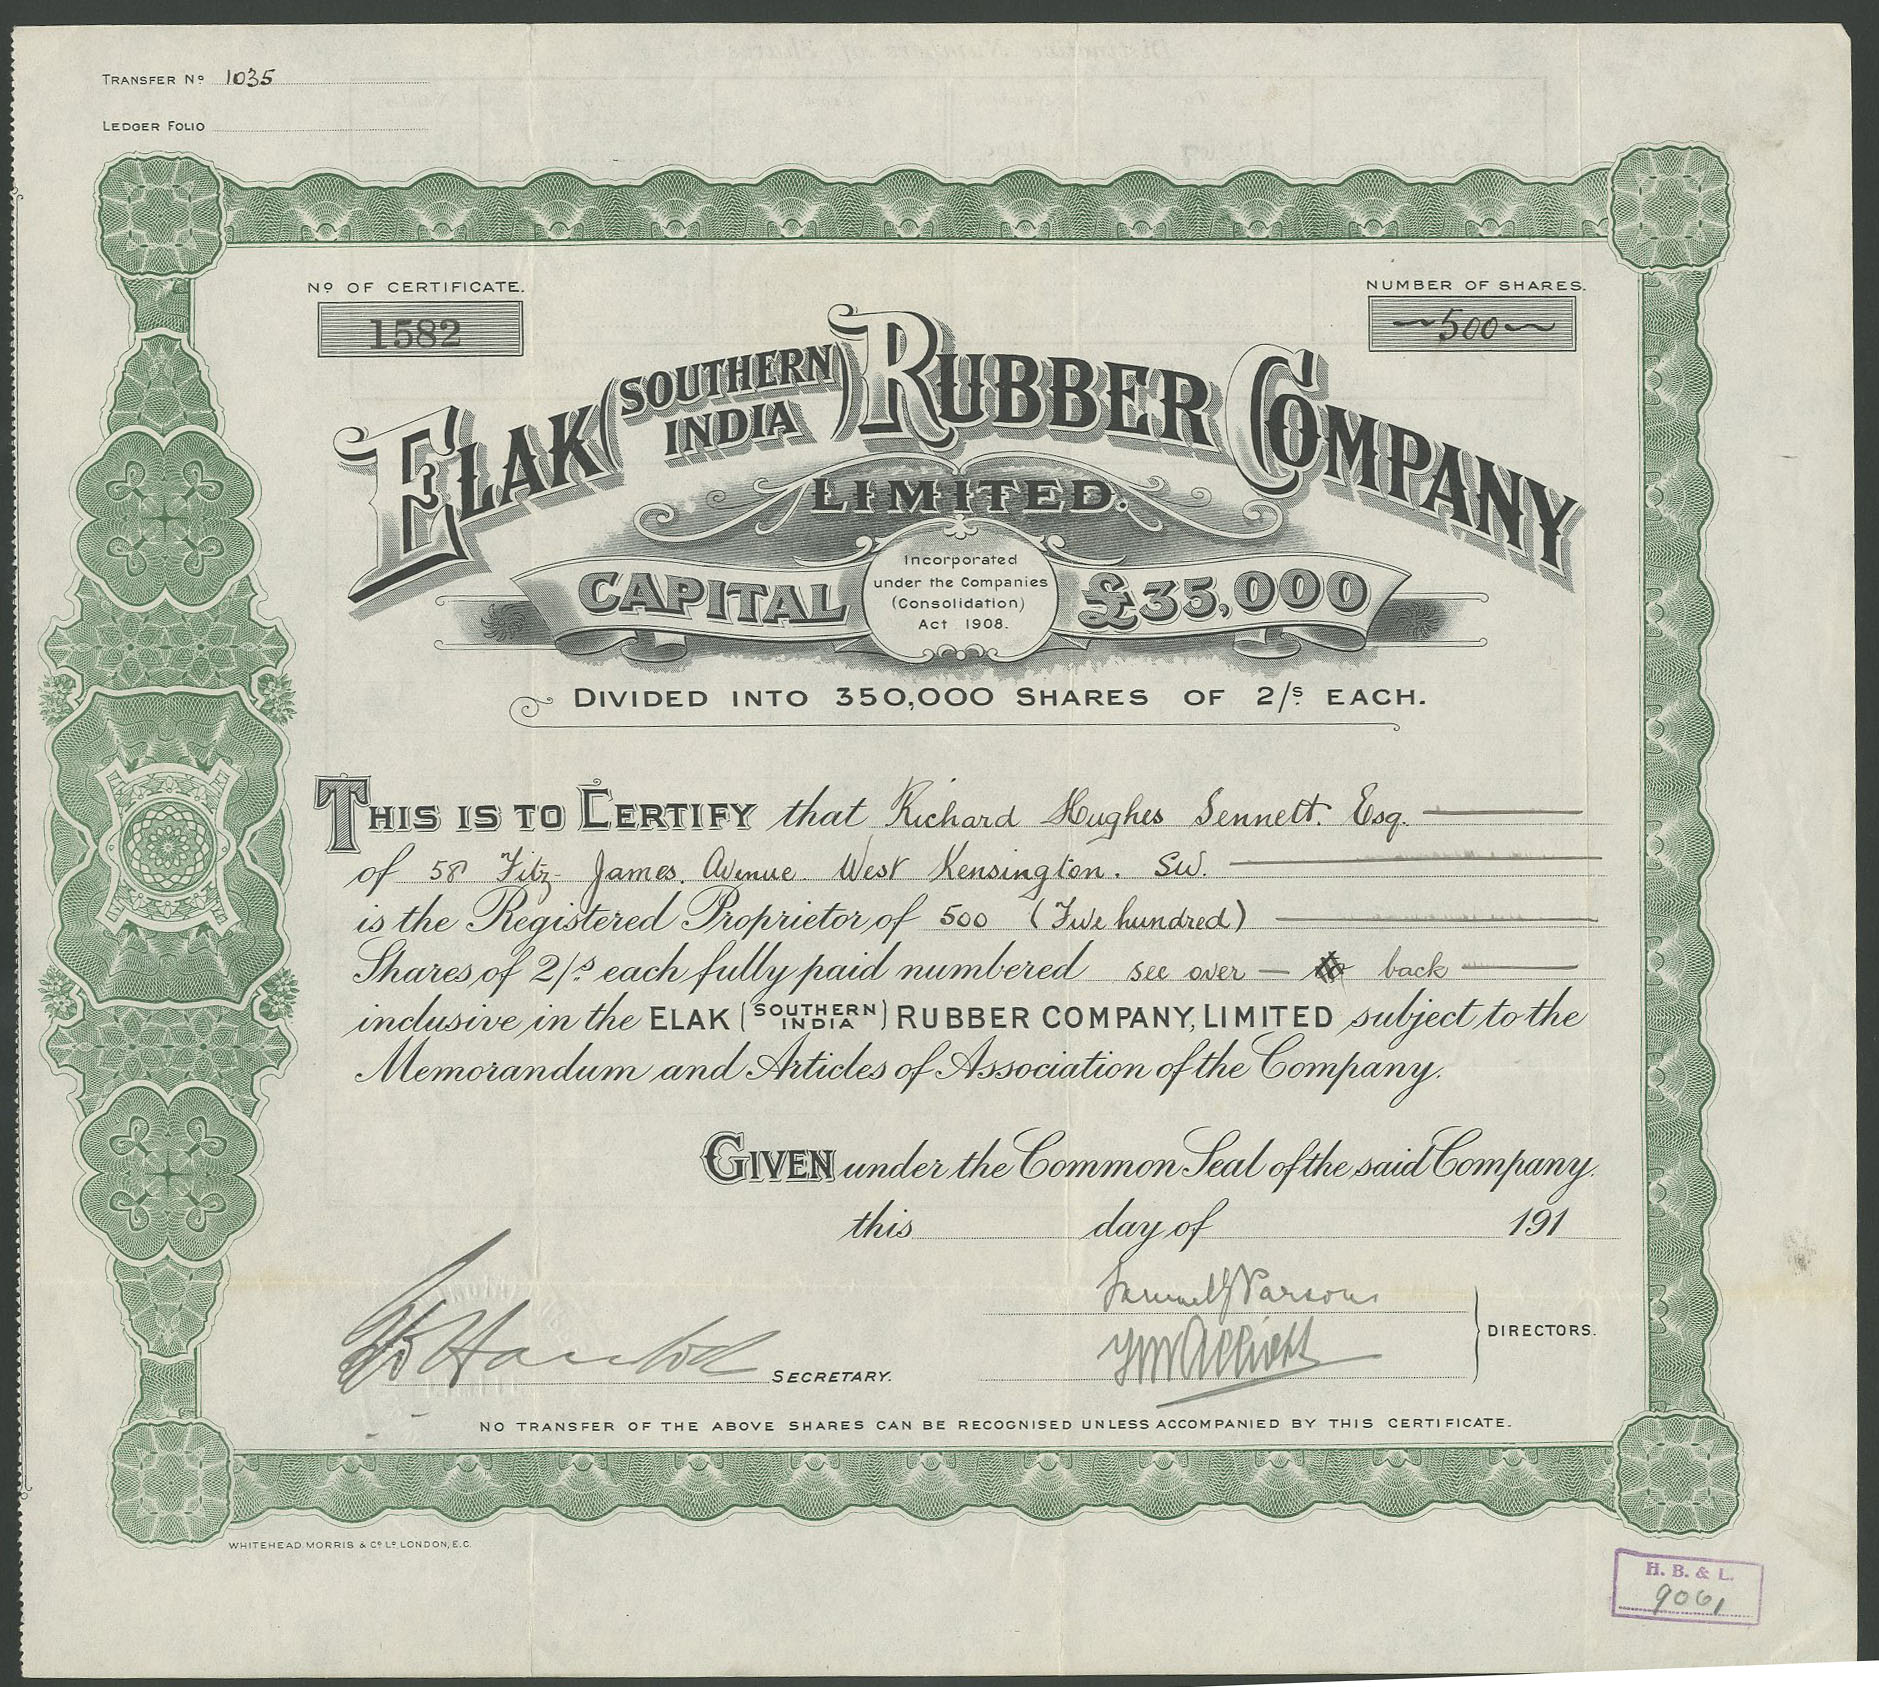 TRANSFER Nº 1035
LEDGER FOLIO
Nº OF CERTIFICATE.
1582
NUMBER OF SHARES.
500
ELAK (SOUTHERN INDIA) RUBBER COMPANY
LIMITED.
CAPITAL £35,000
Incorporated
under the Companies
(Consolidation)
Act 1908.
DIVIDED INTO 350,000 SHARES OF 2/s. EACH.
THIS IS TO CERTIFY that Richard Hughes Sennett. Esq.
of 58 Fitz-James. Avenue. West Kensington. SW.
is the Registered Proprietor of 500 (Five hundred)
Shares of 2/s. each fully paid numbered see over — to back
inclusive in the ELAK (SOUTHERN INDIA) RUBBER COMPANY, LIMITED subject to the
Memorandum and Articles of Association of the Company.
GIVEN under the Common Seal of the said Company.
this day of 191
Samuel J Parsons
DIRECTORS.
Hancock
SECRETARY.
NO TRANSFER OF THE ABOVE SHARES CAN BE RECOGNISED UNLESS ACCOMPANIED BY THIS CERTIFICATE.
WHITEHEAD, MORRIS & Cº Lº LONDON, E.C.
H. B. & L.
9061